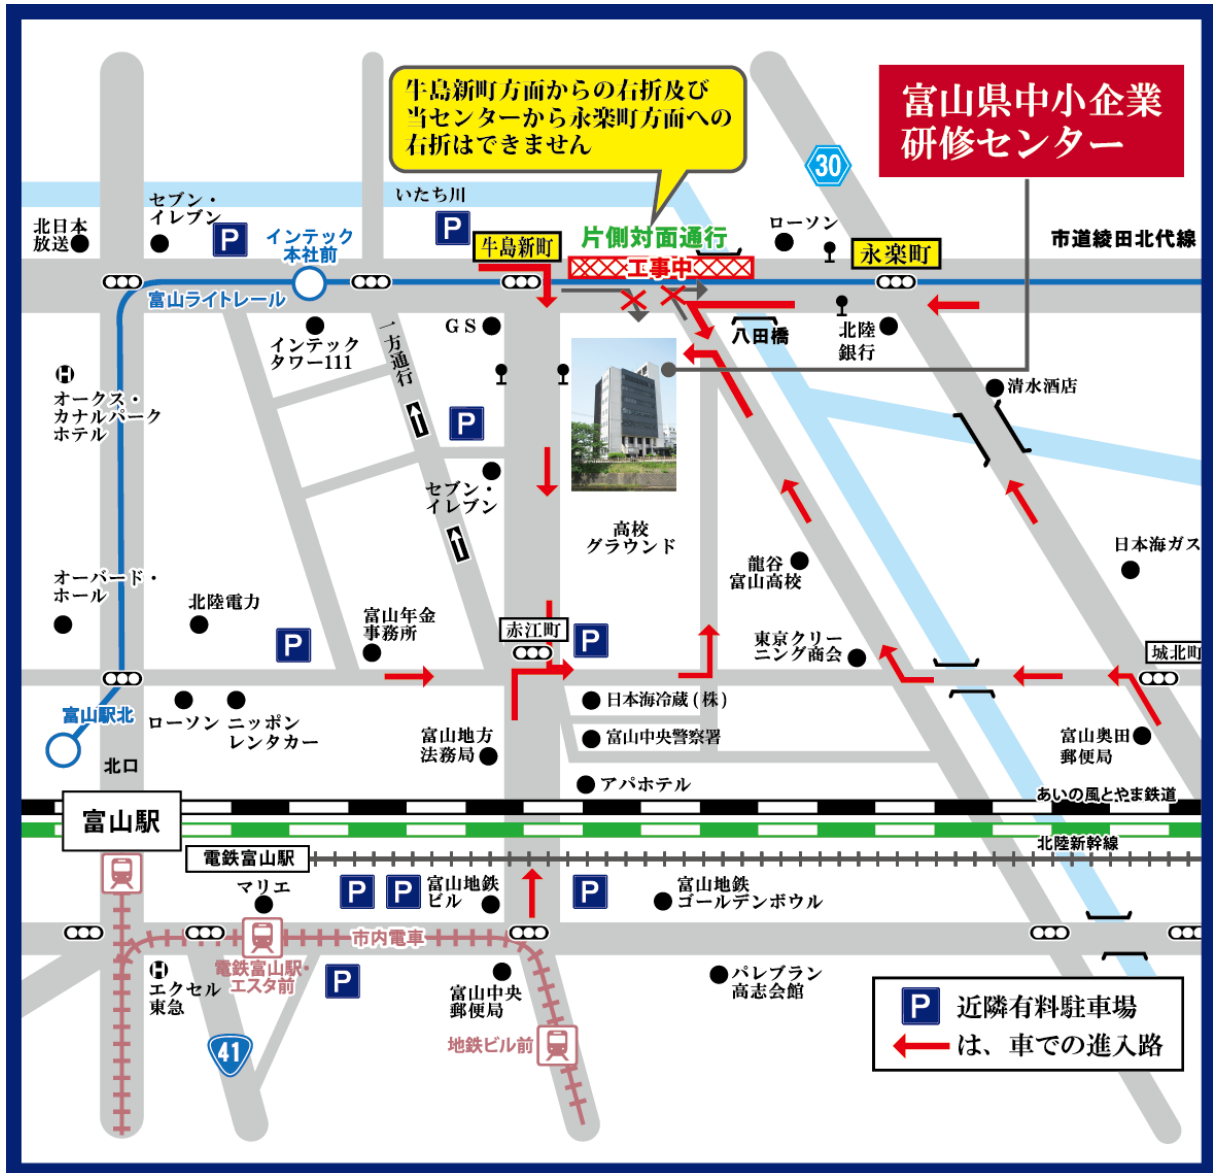 牛島新町方面からの右折及び
当センターから永楽町方面への
右折はできません
富山県中小企業
研修センター
30
いたち川
セブン・
イレブン
北日本
放送
P
インテック
本社前
P
牛島新町
片側対面通行
工事中
ローソン
永楽町
市道綾田北代線
富山ライトレール
インテック
タワー111
一方通行
GS
八田橋
北陸
銀行
H
オークス・
カナルパーク
ホテル
清水酒店
P
セブン・
イレブン
高校
グラウンド
日本海ガス
龍谷
富山高校
オーバード・
ホール
北陸電力
P
富山年金
事務所
赤江町
P
東京クリー
ニング商会
城北町
富山駅北
ローソン
ニッポン
レンタカー
日本海冷蔵(株)
富山地方
法務局
富山中央警察署
富山奥田
郵便局
北口
アパホテル
あいの風とやま鉄道
富山駅
北陸新幹線
電鉄富山駅
マリエ
P
P
富山地鉄
ビル
P
富山地鉄
ゴールデンボウル
市内電車
H
エクセル
東急
電鉄富山駅・
エスタ前
P
富山中央
郵便局
パレブラン
高志会館
41
地鉄ビル前
P 近隣有料駐車場
は、車での進入路